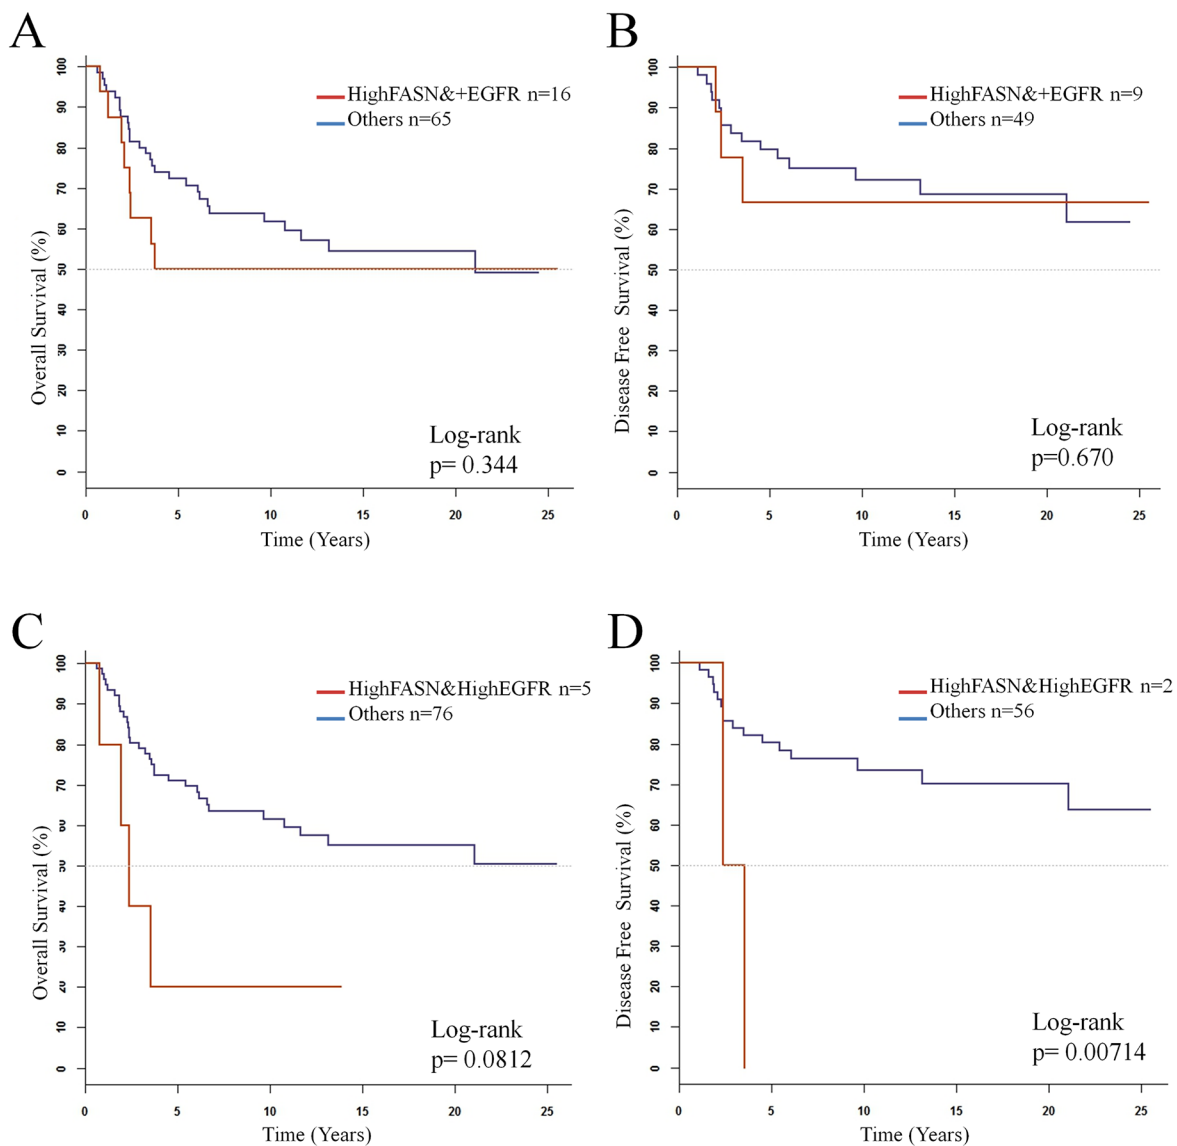 A
HighFASN&+EGFR n=16
Others n=65
Overall Survival (%)
100
90
80
70
60
50
40
30
20
10
0
Log-rank
p= 0.344
0 5 10 15 20 25
Time (Years)
B
HighFASN&+EGFR n=9
Others n=49
Disease Free Survival (%)
100
90
80
70
60
50
40
30
20
10
0
Log-rank
p=0.670
0 5 10 15 20 25
Time (Years)
C
HighFASN&HighEGFR n=5
Others n=76
Overall Survival (%)
100
90
80
70
60
50
40
30
20
10
0
Log-rank
p= 0.0812
0 5 10 15 20 25
Time (Years)
D
HighFASN&HighEGFR n=2
Others n=56
Disease Free Survival (%)
100
90
80
70
60
50
40
30
20
10
0
Log-rank
p= 0.00714
0 5 10 15 20 25
Time (Years)